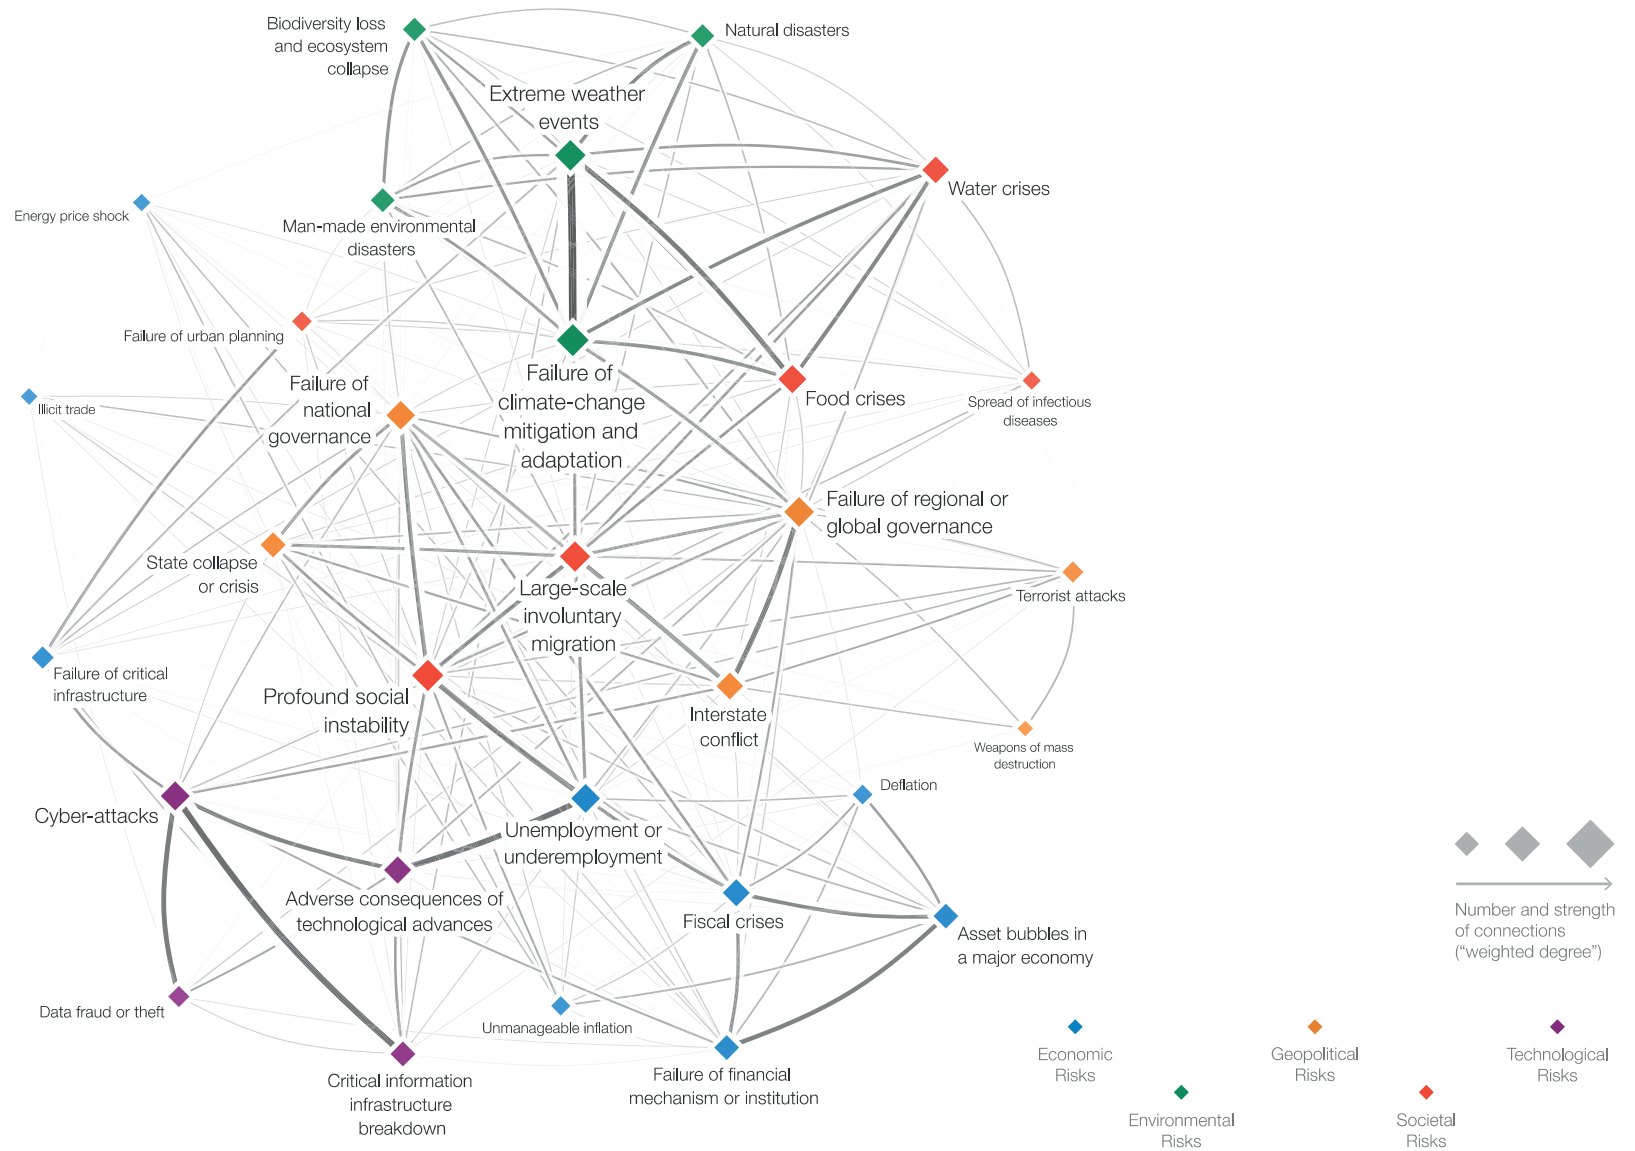 Biodiversity loss
and ecosystem
collapse
Natural disasters
Extreme weather
events
Water crises
Energy price shock
Man-made environmental
disasters
Failure of urban planning
Failure of
national
governance
Failure of
climate-change
mitigation and
adaptation
Food crises
Spread of infectious
diseases
Illicit trade
Failure of regional or
global governance
State collapse
or crisis
Large-scale
involuntary
migration
Terrorist attacks
Failure of critical
infrastructure
Profound social
instability
Interstate
conflict
Weapons of mass
destruction
Deflation
Cyber-attacks
Unemployment or
underemployment
Adverse consequences of
technological advances
Fiscal crises
Asset bubbles in
a major economy
Data fraud or theft
Unmanageable inflation
Critical information
infrastructure
breakdown
Failure of financial
mechanism or institution
Number and strength
of connections
(“weighted degree”)
Economic
Risks
Geopolitical
Risks
Technological
Risks
Environmental
Risks
Societal
Risks